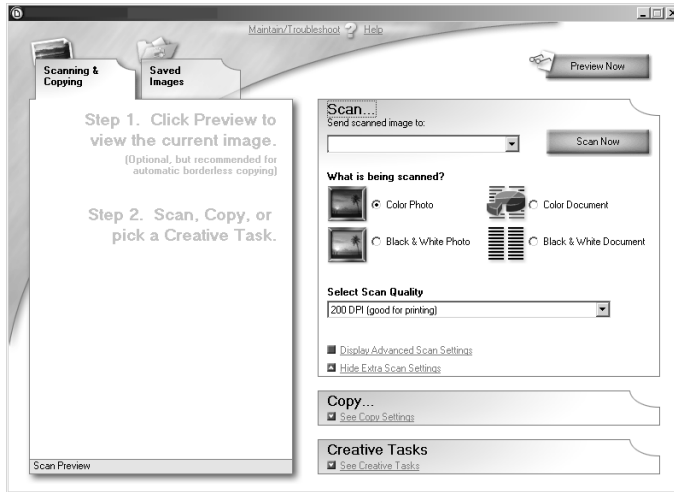 Maintain/Troubleshoot Help
Scanning &
Copying
Saved
Images
Preview Now
Step 1. Click Preview to
view the current image.
(Optional, but recommended for
automatic borderless copying)
Step 2. Scan, Copy, or
pick a Creative Task.
Scan Preview
Scan...
Send scanned image to:
Scan Now
What is being scanned?
Color Photo
Color Document
Black & White Photo
Black & White Document
Select Scan Quality
200 DPI (good for printing)
Display Advanced Scan Settings
Hide Extra Scan Settings
Copy...
See Copy Settings
Creative Tasks
See Creative Tasks